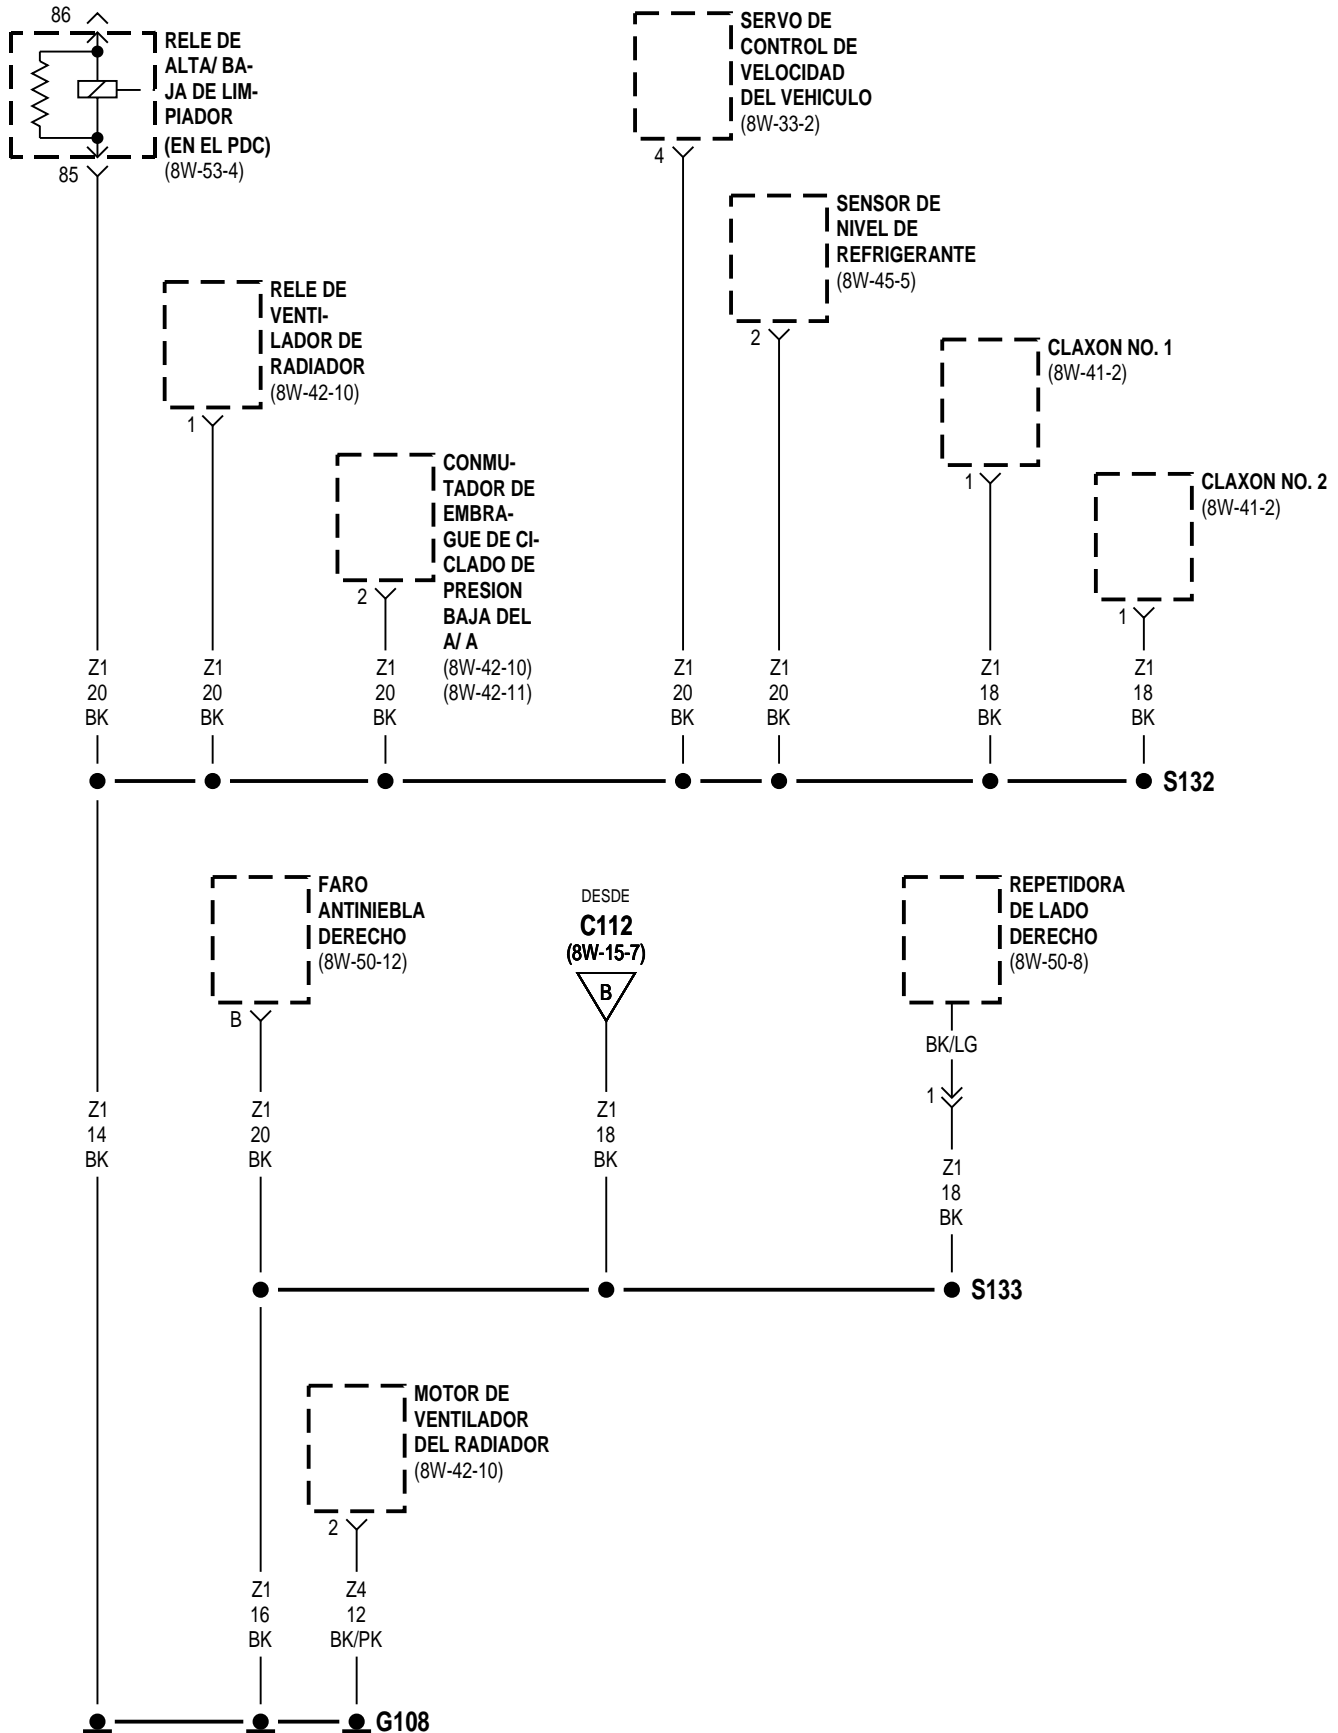 86
RELE DE
ALTA/ BA-
JA DE LIM-
PIADOR
(EN EL PDC)
(8W-53-4)
85
SERVO DE
CONTROL DE
VELOCIDAD
DEL VEHICULO
(8W-33-2)
4
SENSOR DE
NIVEL DE
REFRIGERANTE
(8W-45-5)
2
RELE DE
VENTI-
LADOR DE
RADIADOR
(8W-42-10)
1
CLAXON NO. 1
(8W-41-2)
1
CONMU-
TADOR DE
EMBRA-
GUE DE CI-
CLADO DE
PRESION
BAJA DEL
A/ A
(8W-42-10)
(8W-42-11)
2
CLAXON NO. 2
(8W-41-2)
1
Z1 Z1 Z1 Z1 Z1 Z1 Z1
20 20 20 20 20 18 18
BK BK BK BK BK BK BK
S132
FARO
ANTINIEBLA
DERECHO
(8W-50-12)
B
DESDE
C112
(8W-15-7)
B
REPETIDORA
DE LADO
DERECHO
(8W-50-8)
BK/LG
1
Z1 Z1 Z1
14 20 18
BK BK BK
Z1
18
BK
S133
MOTOR DE
VENTILADOR
DEL RADIADOR
(8W-42-10)
2
Z1 Z4
16 12
BK BK/PK
G108